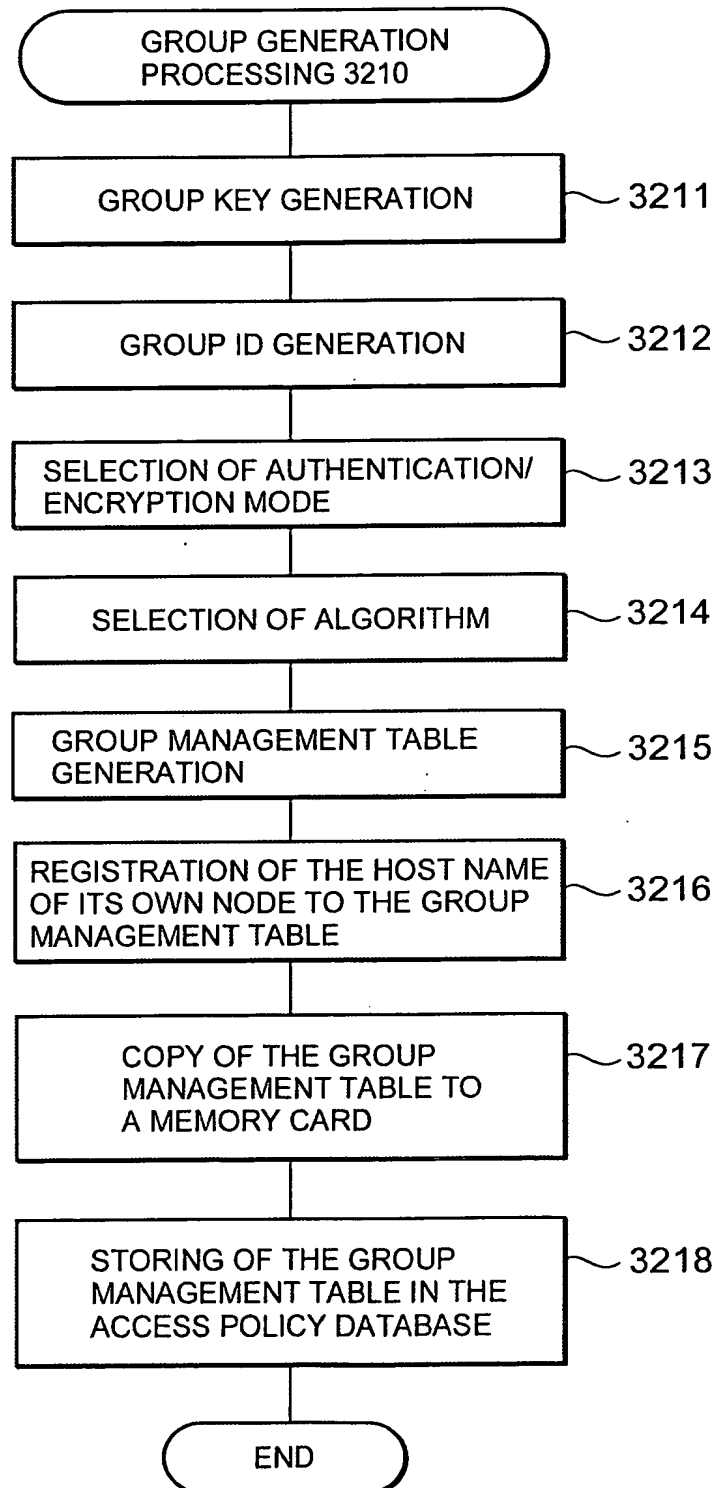 GROUP GENERATION
PROCESSING 3210
GROUP KEY GENERATION
3211
GROUP ID GENERATION
3212
SELECTION OF AUTHENTICATION/
ENCRYPTION MODE
3213
SELECTION OF ALGORITHM
3214
GROUP MANAGEMENT TABLE
GENERATION
3215
REGISTRATION OF THE HOST NAME
OF ITS OWN NODE TO THE GROUP
MANAGEMENT TABLE
3216
COPY OF THE GROUP
MANAGEMENT TABLE TO
A MEMORY CARD
3217
STORING OF THE GROUP
MANAGEMENT TABLE IN THE
ACCESS POLICY DATABASE
3218
END